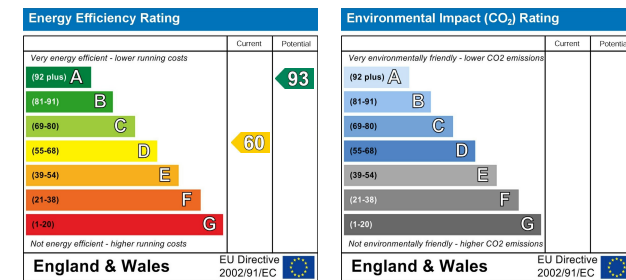 Energy Efficiency Rating
Current Potential
Very energy efficient - lower running costs
(92 plus) A
93
(81-91) B
(69-80) C
(55-68) D
60
(39-54) E
(21-38) F
(1-20) G
Not energy efficient - higher running costs
England & Wales
EU Directive
2002/91/EC
Environmental Impact (CO₂) Rating
Current Potential
Very environmentally friendly - lower CO2 emissions
(92 plus) A
(81-91) B
(69-80) C
(55-68) D
(39-54) E
(21-38) F
(1-20) G
Not environmentally friendly - higher CO2 emissions
England & Wales
EU Directive
2002/91/EC